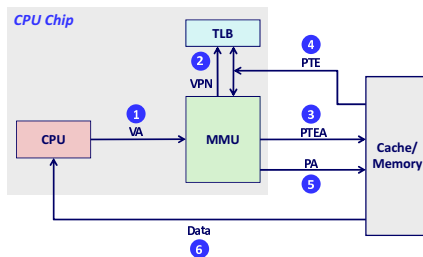 CPU Chip
TLB
2
4
VPN
PTE
1
3
VA
PTEA
CPU
MMU
Cache/
Memory
PA
5
Data
6